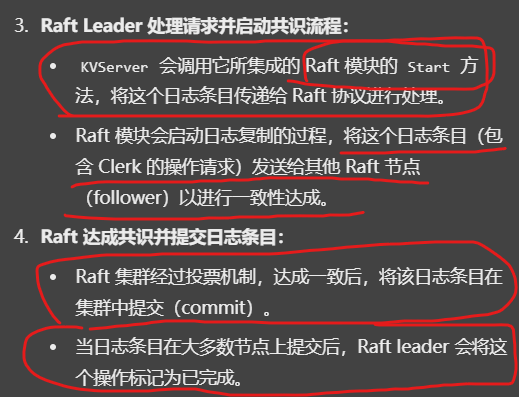 3. Raft Leader 处理请求并启动共识流程：
• KVServer 会调用它所集成的 Raft 模块的 Start 方
法，将这个日志条目传递给 Raft 协议进行处理。
• Raft 模块会启动日志复制的过程，将这个日志条目（包
含 Clerk 的操作请求）发送给其他 Raft 节点
（follower）以进行一致性达成。
4. Raft 达成共识并提交日志条目：
• Raft 集群经过投票机制，达成一致后，将该日志条目在
集群中提交（commit）。
• 当日志条目在大多数节点上提交后，Raft leader 会将这
个操作标记为已完成。